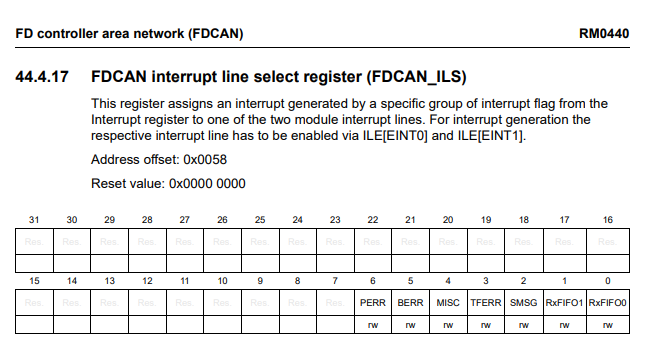 FD controller area network (FDCAN) RM0440
44.4.17 FDCAN interrupt line select register (FDCAN_ILS)
This register assigns an interrupt generated by a specific group of interrupt flag from the
Interrupt register to one of the two module interrupt lines. For interrupt generation the
respective interrupt line has to be enabled via ILE[EINT0] and ILE[EINT1].
Address offset: 0x0058
Reset value: 0x0000 0000
31 30 29 28 27 26 25 24 23 22 21 20 19 18 17 16
Res. Res. Res. Res. Res. Res. Res. Res. Res. Res. Res. Res. Res. Res. Res. Res.
15 14 13 12 11 10 9 8 7 6 5 4 3 2 1 0
Res. Res. Res. Res. Res. Res. Res. Res. Res. PERR BERR MISC TFERR SMSG RxFIFO1 RxFIFO0
rw rw rw rw rw rw rw